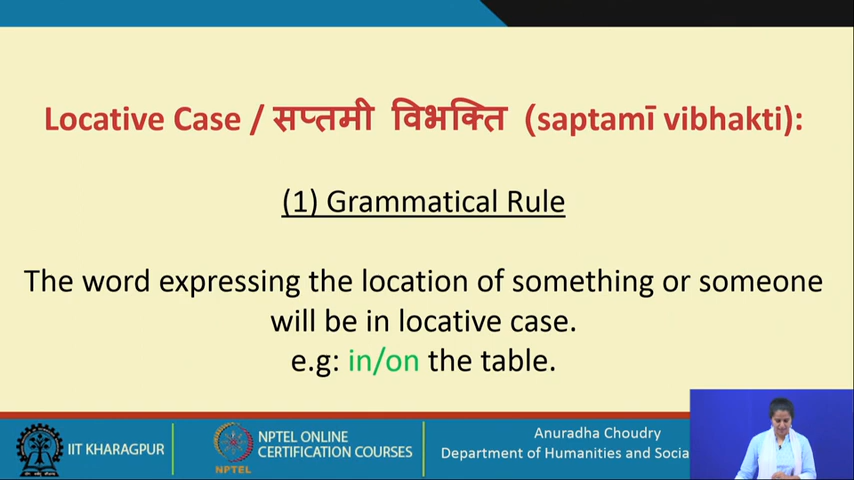 Locative Case / सप्तमी विभक्ति (saptamī vibhakti):
(1) Grammatical Rule
The word expressing the location of something or someone
will be in locative case.
e.g: in/on the table.
IIT KHARAGPUR
NPTEL
NPTEL ONLINE
CERTIFICATION COURSES
Anuradha Choudry
Department of Humanities and